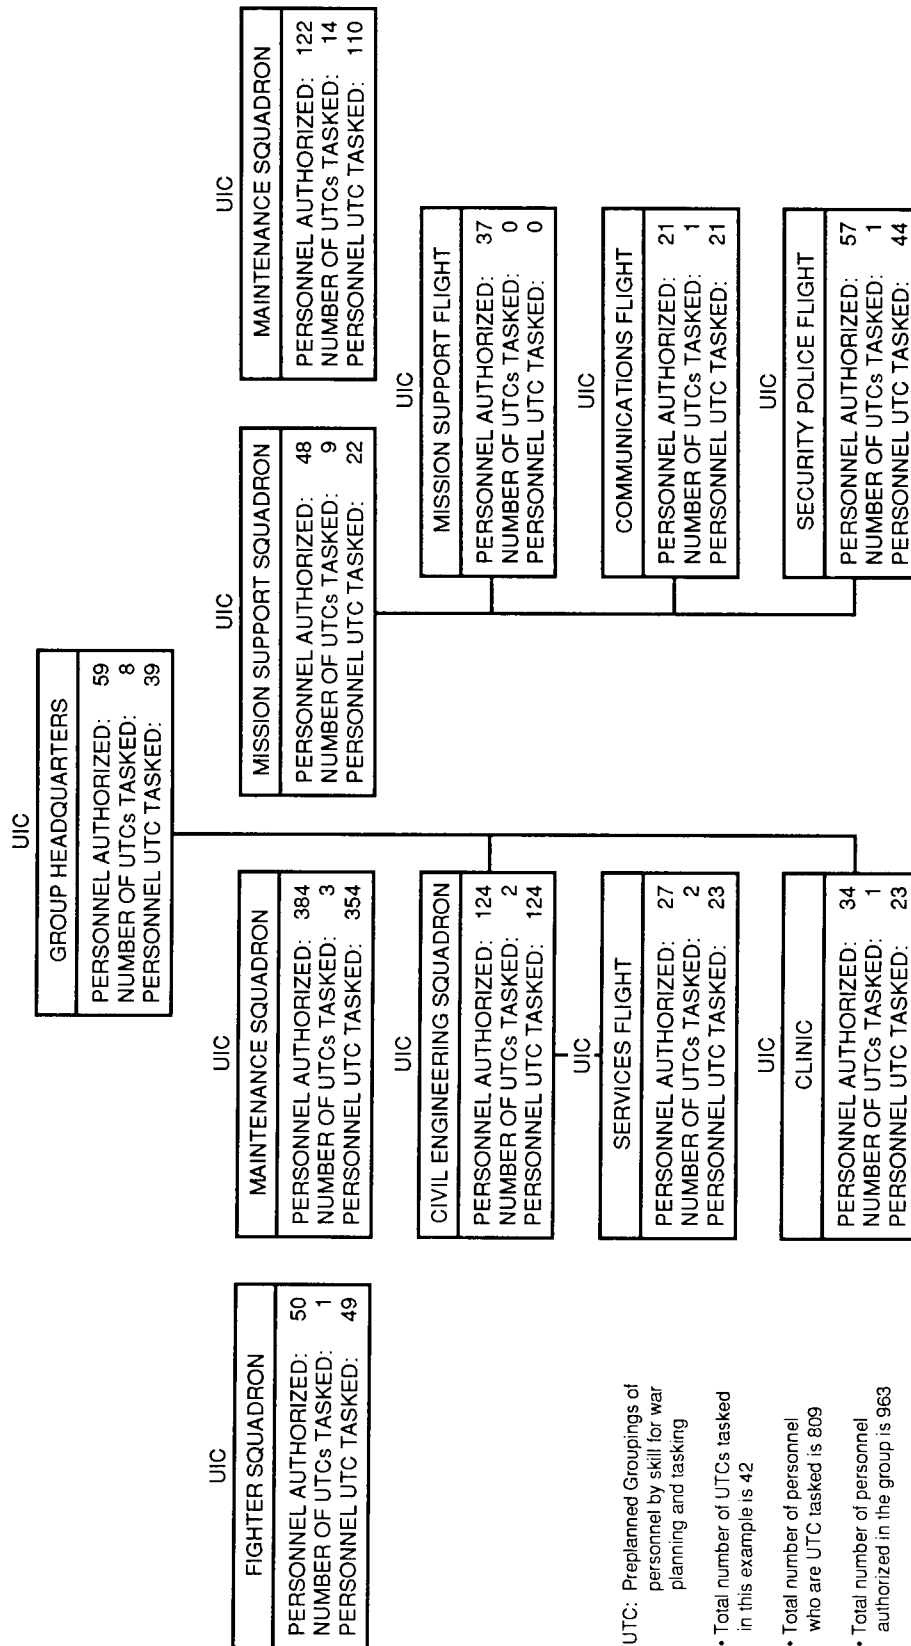 UIC
GROUP HEADQUARTERS
PERSONNEL AUTHORIZED: 59
NUMBER OF UTCs TASKED: 8
PERSONNEL UTC TASKED: 39
UIC
FIGHTER SQUADRON
PERSONNEL AUTHORIZED: 50
NUMBER OF UTCs TASKED: 1
PERSONNEL UTC TASKED: 49
UIC
MAINTENANCE SQUADRON
PERSONNEL AUTHORIZED: 384
NUMBER OF UTCs TASKED: 3
PERSONNEL UTC TASKED: 354
UIC
MISSION SUPPORT SQUADRON
PERSONNEL AUTHORIZED: 48
NUMBER OF UTCs TASKED: 9
PERSONNEL UTC TASKED: 22
UIC
MAINTENANCE SQUADRON
PERSONNEL AUTHORIZED: 122
NUMBER OF UTCs TASKED: 14
PERSONNEL UTC TASKED: 110
UIC
CIVIL ENGINEERING SQUADRON
PERSONNEL AUTHORIZED: 124
NUMBER OF UTCs TASKED: 2
PERSONNEL UTC TASKED: 124
UIC
MISSION SUPPORT FLIGHT
PERSONNEL AUTHORIZED: 37
NUMBER OF UTCs TASKED: 0
PERSONNEL UTC TASKED: 0
UIC
SERVICES FLIGHT
PERSONNEL AUTHORIZED: 27
NUMBER OF UTCs TASKED: 2
PERSONNEL UTC TASKED: 23
UIC
COMMUNICATIONS FLIGHT
PERSONNEL AUTHORIZED: 21
NUMBER OF UTCs TASKED: 1
PERSONNEL UTC TASKED: 21
UIC
CLINIC
PERSONNEL AUTHORIZED: 34
NUMBER OF UTCs TASKED: 1
PERSONNEL UTC TASKED: 23
UIC
SECURITY POLICE FLIGHT
PERSONNEL AUTHORIZED: 57
NUMBER OF UTCs TASKED: 1
PERSONNEL UTC TASKED: 44
UTC: Preplanned Groupings of
personnel by skill for war
planning and tasking
• Total number of UTCs tasked
in this example is 42
• Total number of personnel
who are UTC tasked is 809
• Total number of personnel
authorized in the group is 963